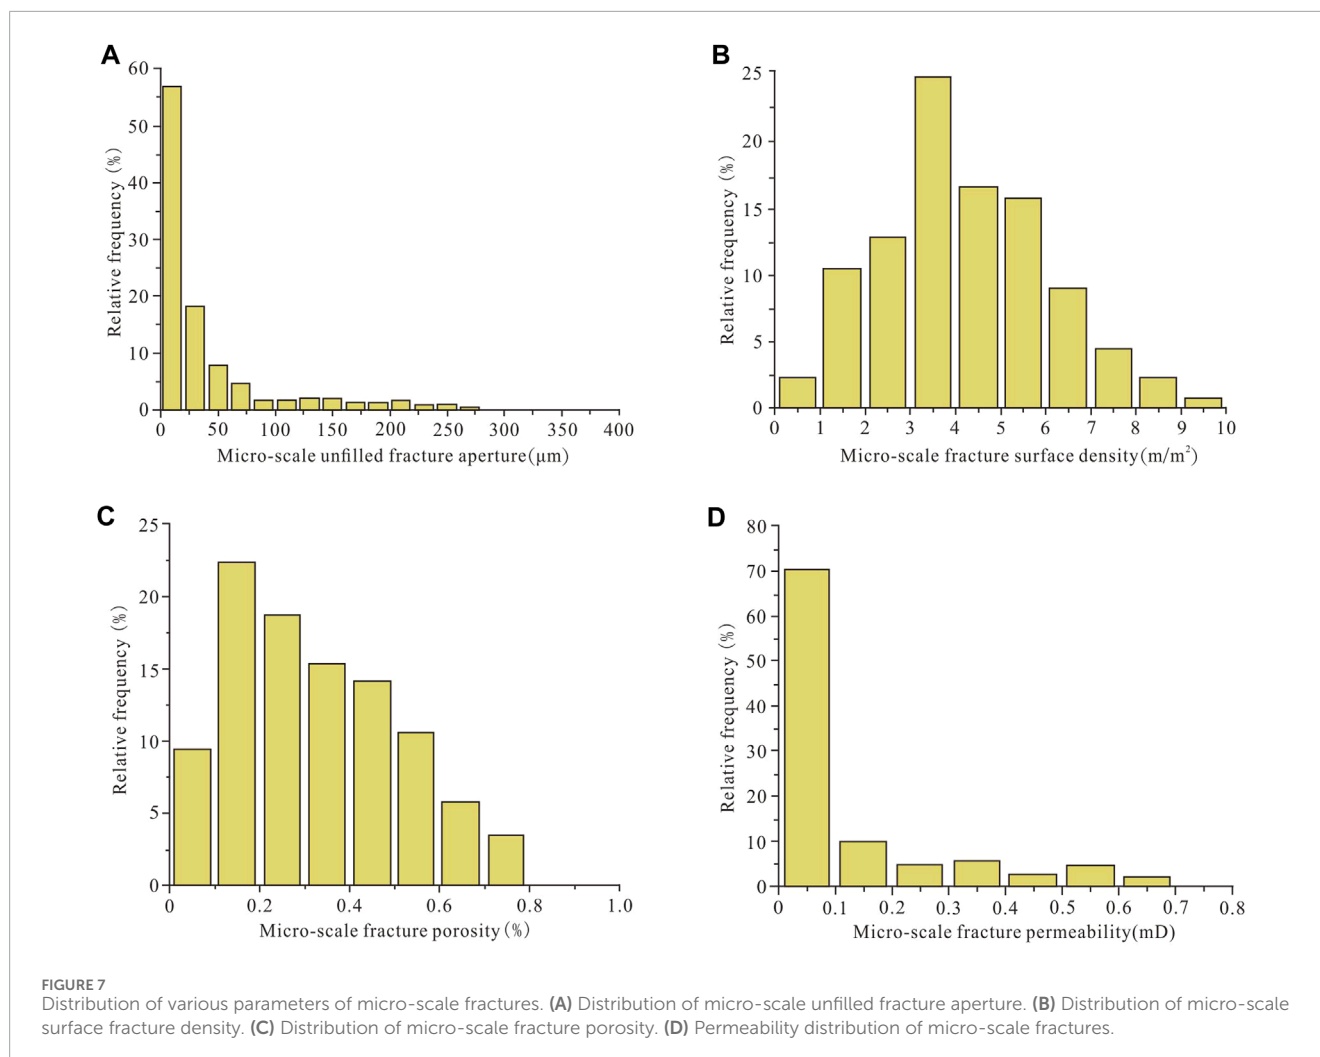 A
60
50
40
30
20
10
0
Relative frequency (%)
0 50 100 150 200 250 300 350 400
Micro-scale unfilled fracture aperture(μm)
B
25
20
15
10
5
0
Relative frequency (%)
0 1 2 3 4 5 6 7 8 9 10
Micro-scale fracture surface density(m/m²)
C
25
20
15
10
5
0
Relative frequency (%)
0 0.2 0.4 0.6 0.8 1.0
Micro-scale fracture porosity(%)
D
80
70
60
50
40
30
20
10
0
Relative frequency (%)
0 0.1 0.2 0.3 0.4 0.5 0.6 0.7 0.8
Micro-scale fracture permeability(mD)
FIGURE 7
Distribution of various parameters of micro-scale fractures. (A) Distribution of micro-scale unfilled fracture aperture. (B) Distribution of micro-scale
surface fracture density. (C) Distribution of micro-scale fracture porosity. (D) Permeability distribution of micro-scale fractures.